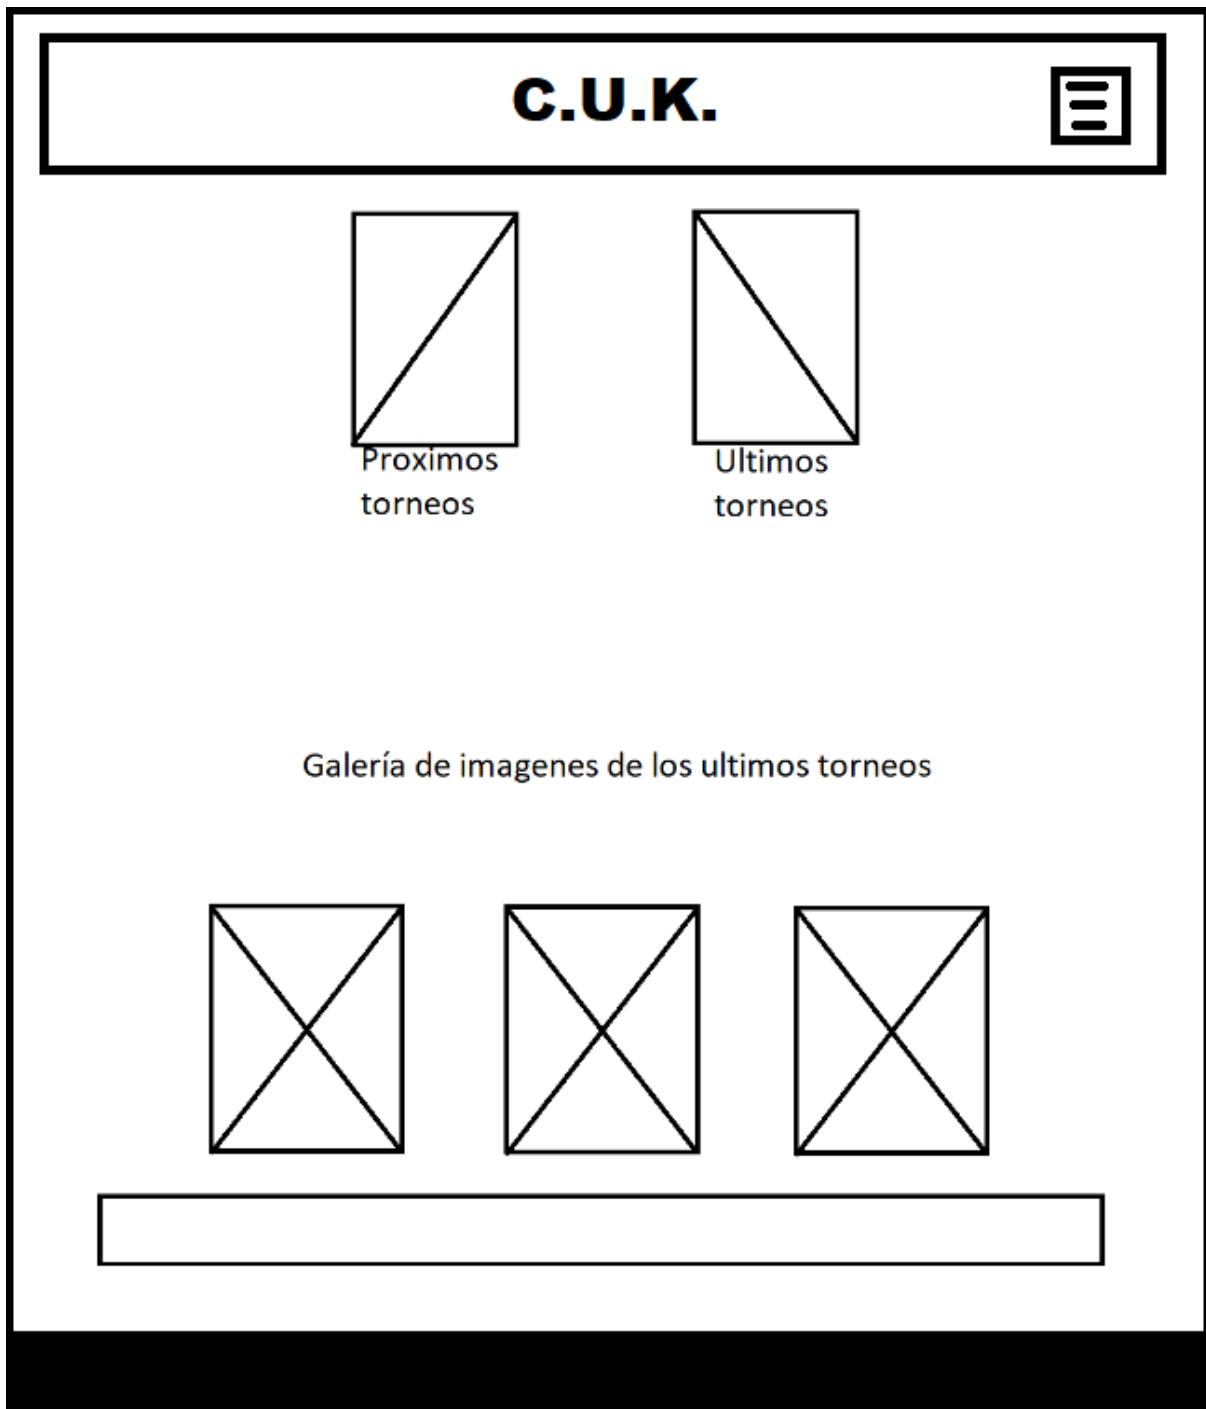 C.U.K.
Proximos
torneos
Ultimos
torneos
Galería de imagenes de los ultimos torneos